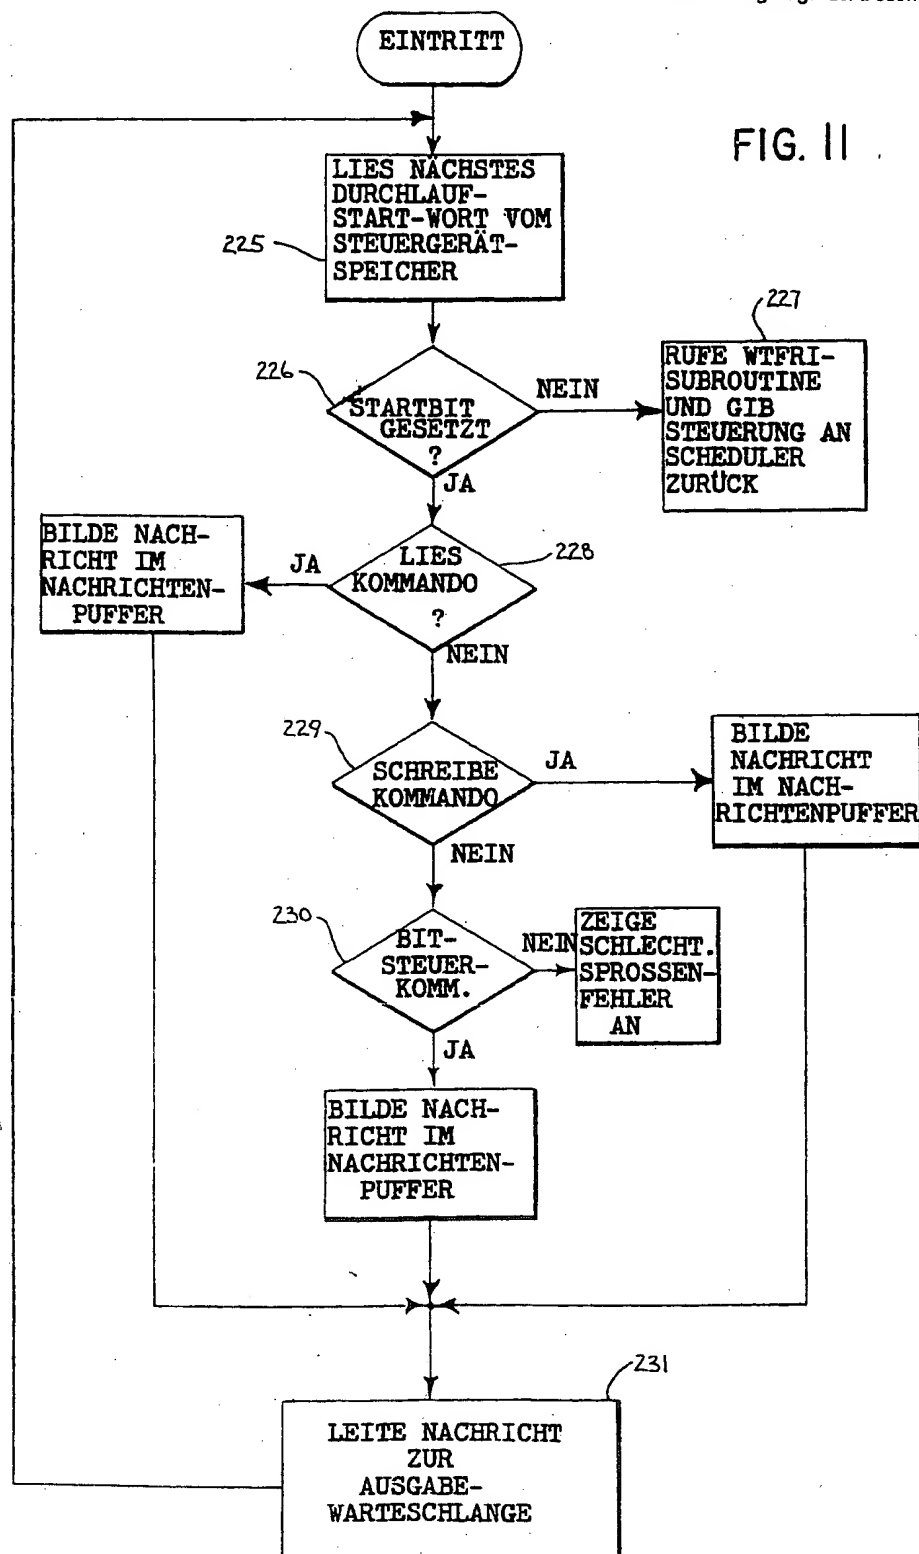 EINTRITT
FIG. 11
LIES NÄCHSTES
DURCHLAUF-
START-WORT VOM
STEUERGERÄT-
SPEICHER
225
227
RUFE WTFRI-
SUBROUTINE
UND GIB
STEUERUNG AN
SCHEDULER
ZURÜCK
226
STARTBIT
GESETZT
?
NEIN
JA
BILDE NACH-
RICHT IM
NACHRICHTEN-
PUFFER
JA
LIES
KOMMANDO
?
228
NEIN
229
SCHREIBE
KOMMANDO
JA
BILDE
NACHRICHT
IM NACH-
RICHTENPUFFER
NEIN
230
BIT-
STEUER-
KOMM.
NEIN
ZEIGE
SCHLECHT.
SPROSSEN-
FEHLER
AN
JA
BILDE NACH-
RICHT IM
NACHRICHTEN-
PUFFER
231
LEITE NACHRICHT
ZUR
AUSGABE-
WARTESCHLANGE